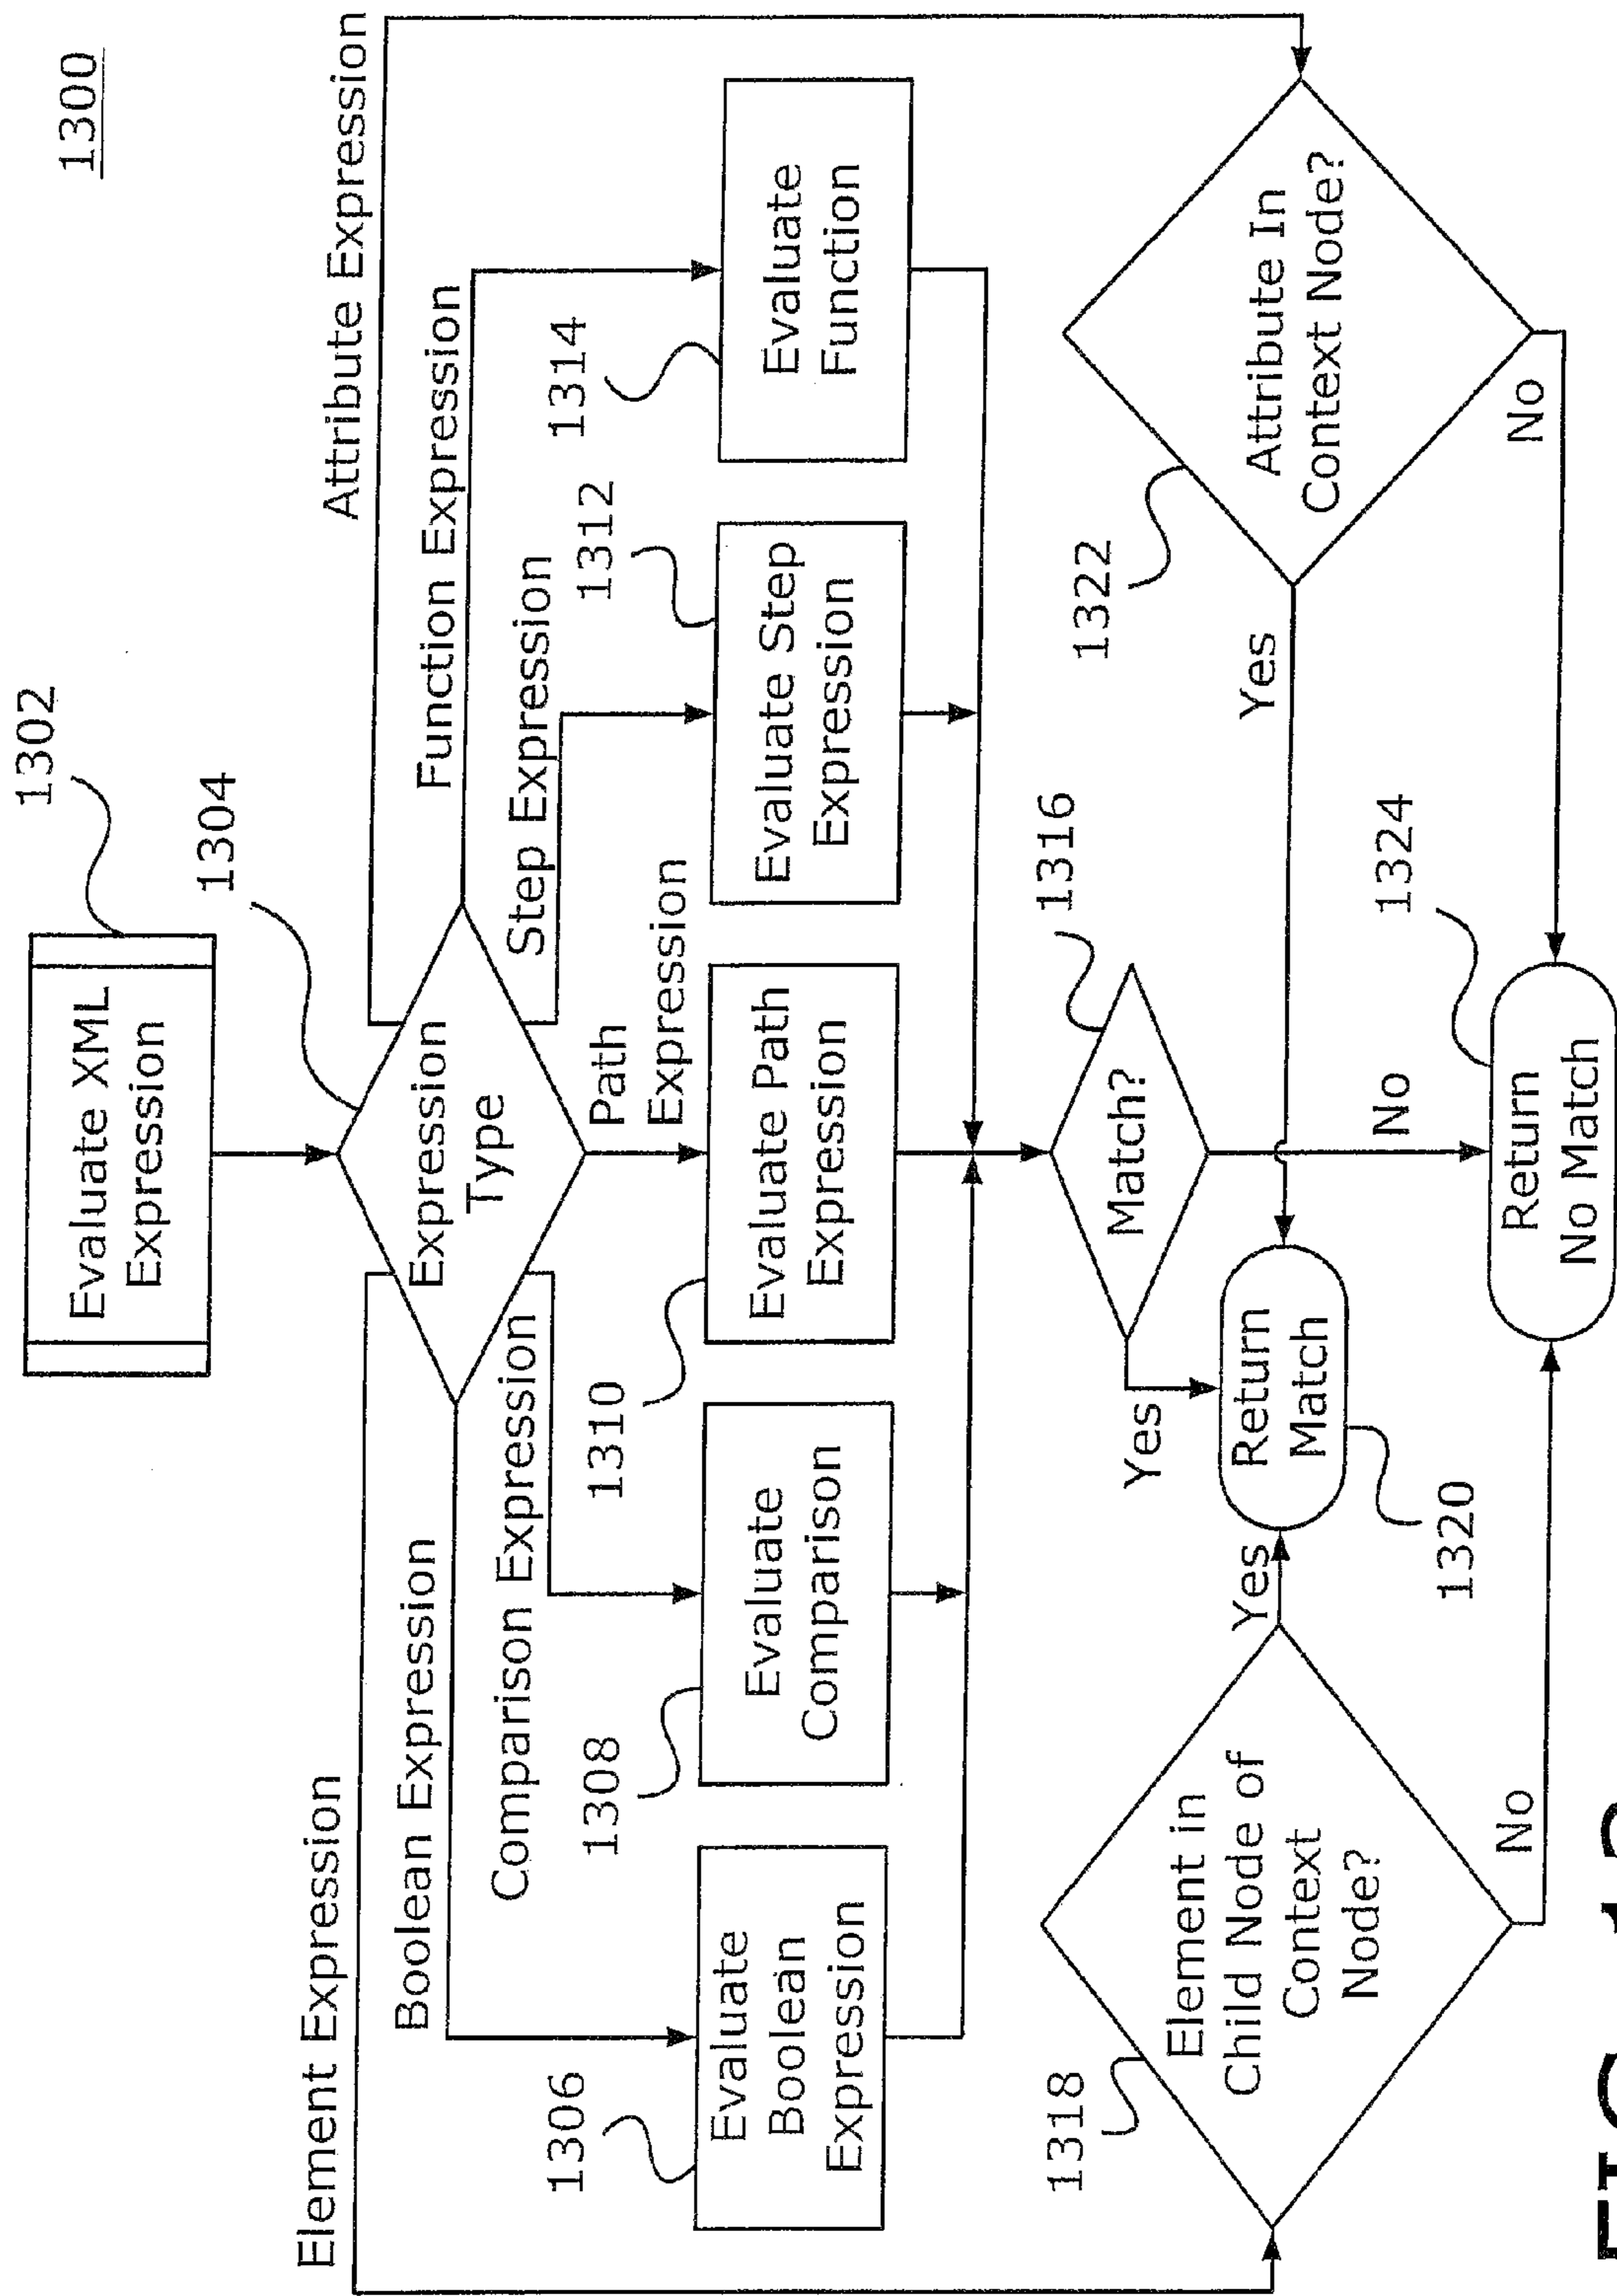 1300
Evaluate XML
Expression
1302
Expression
Type
1304
Element Expression
Attribute Expression
Boolean Expression
Function Expression
Comparison Expression
Step Expression
Path
Expression
1306
Evaluate
Boolean
Expression
1308
Evaluate
Comparison
1310
Evaluate Path
Expression
1312
Evaluate Step
Expression
1314
Evaluate
Function
1316
Match?
Yes
No
1318
Element in
Child Node of
Context
Node?
Yes
No
1320
Return
Match
1322
Attribute In
Context Node?
Yes
No
1324
Return
No Match